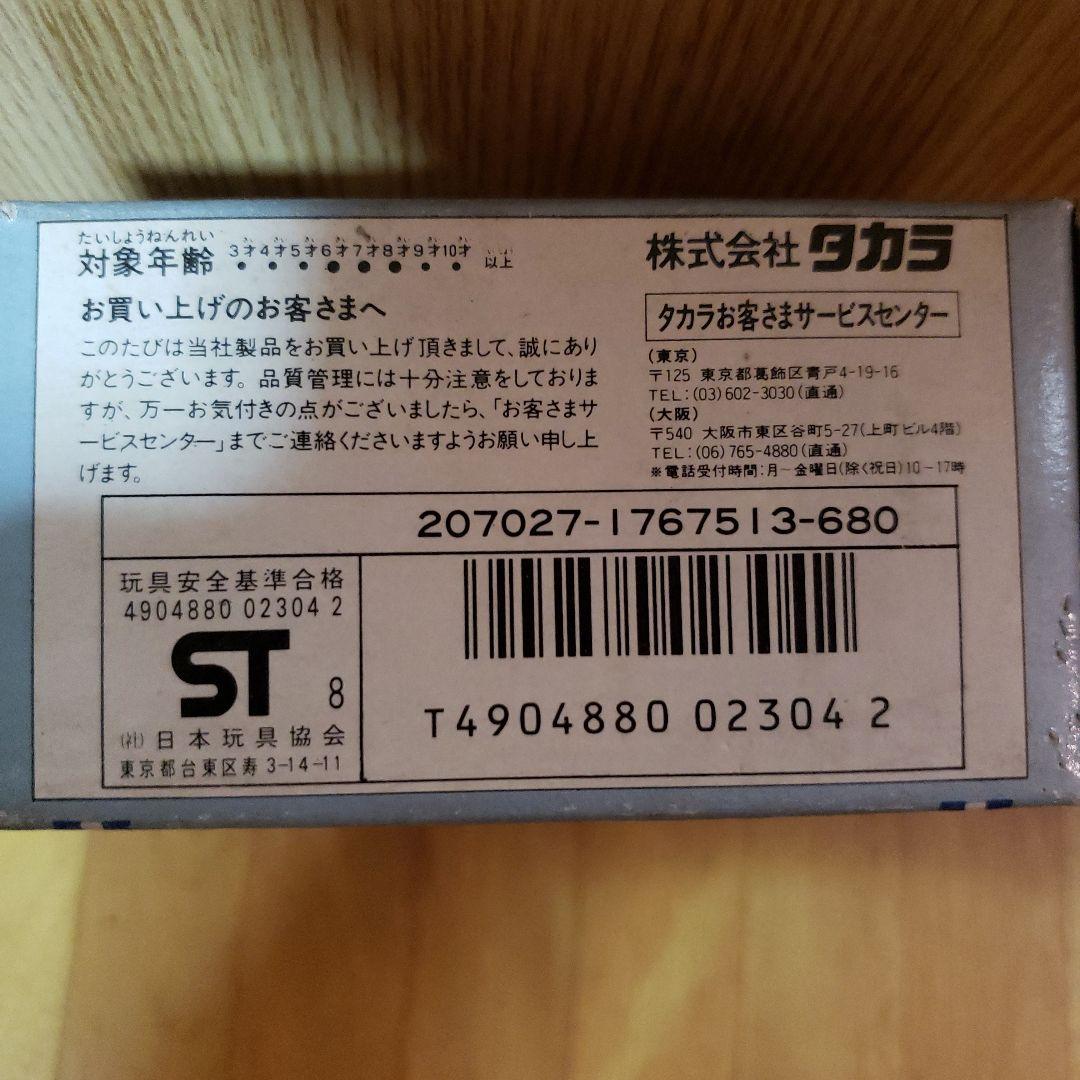 たいしょうねんれい
対象年齢 3才4才5才6才7才8才9才10才以上
お買い上げのお客さまへ
このたびは当社製品をお買い上げ頂きまして、誠にあり
がとうございます。品質管理には十分注意をしておりま
すが、万一お気付きの点がございましたら、「お客さまサ
ービスセンター」までご連絡くださいますようお願い申し上
げます。
株式会社タカラ
タカラお客さまサービスセンター
(東京)
〒125 東京都葛飾区青戸4-19-16
TEL:(03)602-3030(直通)
(大阪)
〒540 大阪市東区谷町5-27(上町ビル4階)
TEL:(06)765-4880(直通)
※電話受付時間:月~金曜日(除く祝日)10-17時
207027-1767513-680
玩具安全基準合格
4904880 02304 2
ST 8
(社)日本玩具協会
東京都台東区寿 3-14-11
T4904880 02304 2